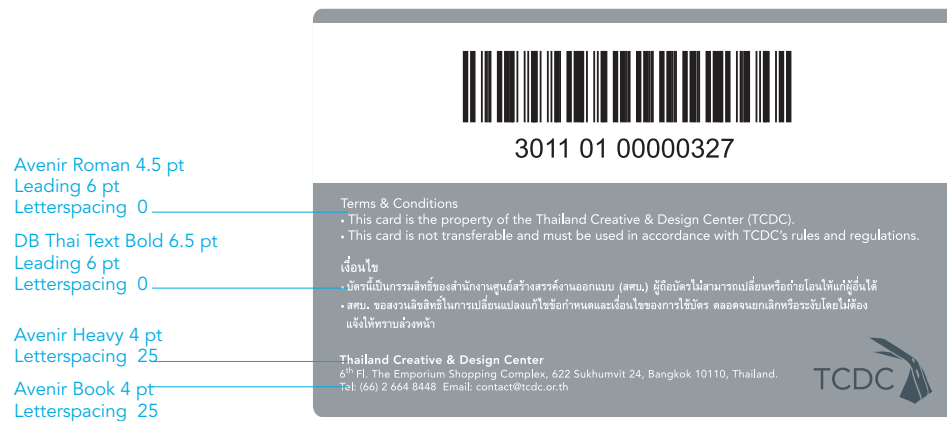 3011 01 00000327
Avenir Roman 4.5 pt
Leading 6 pt
Letterspacing 0
DB Thai Text Bold 6.5 pt
Leading 6 pt
Letterspacing 0
Avenir Heavy 4 pt
Letterspacing 25
Avenir Book 4 pt
Letterspacing 25
Terms & Conditions
• This card is the property of the Thailand Creative & Design Center (TCDC).
• This card is not transferable and must be used in accordance with TCDC's rules and regulations.
เงื่อนไข
• บัตรนี้เป็นกรรมสิทธิ์ของสำนักงานศูนย์สร้างสรรค์งานออกแบบ (สศบ.) ผู้ถือบัตรไม่สามารถเปลี่ยนหรือถ่ายโอนให้แก่ผู้อื่นได้
• สศบ. ขอสงวนลิขสิทธิ์ในการเปลี่ยนแปลงแก้ไขข้อกำหนดและเงื่อนไขของการใช้บัตร ตลอดจนยกเลิกหรือระงับโดยไม่ต้อง
แจ้งให้ทราบล่วงหน้า
Thailand Creative & Design Center
6th Fl. The Emporium Shopping Complex, 622 Sukhumvit 24, Bangkok 10110, Thailand.
Tel: (66) 2 664 8448 Email: contact@tcdc.or.th
TCDC